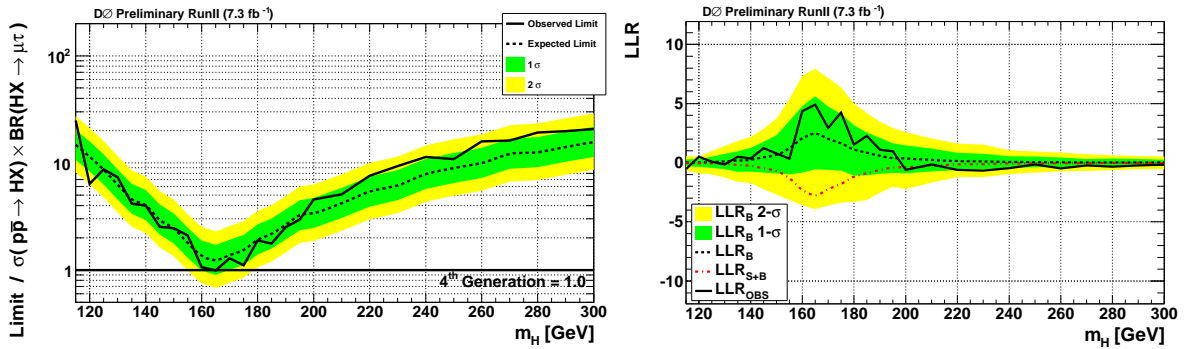 DØ Preliminary RunII (7.3 fb⁻¹)
Limit / σ(pp̅ → HX) × BR(HX → μτ)
10²
10
1
Observed Limit
Expected Limit
1 σ
2 σ
4ᵗʰ Generation = 1.0
120 140 160 180 200 220 240 260 280 300
m_H [GeV]
DØ Preliminary RunII (7.3 fb⁻¹)
LLR
10
5
0
-5
-10
LLR_B 2-σ
LLR_B 1-σ
LLR_B
LLR_S+B
LLR_OBS
120 140 160 180 200 220 240 260 280 300
m_H [GeV]